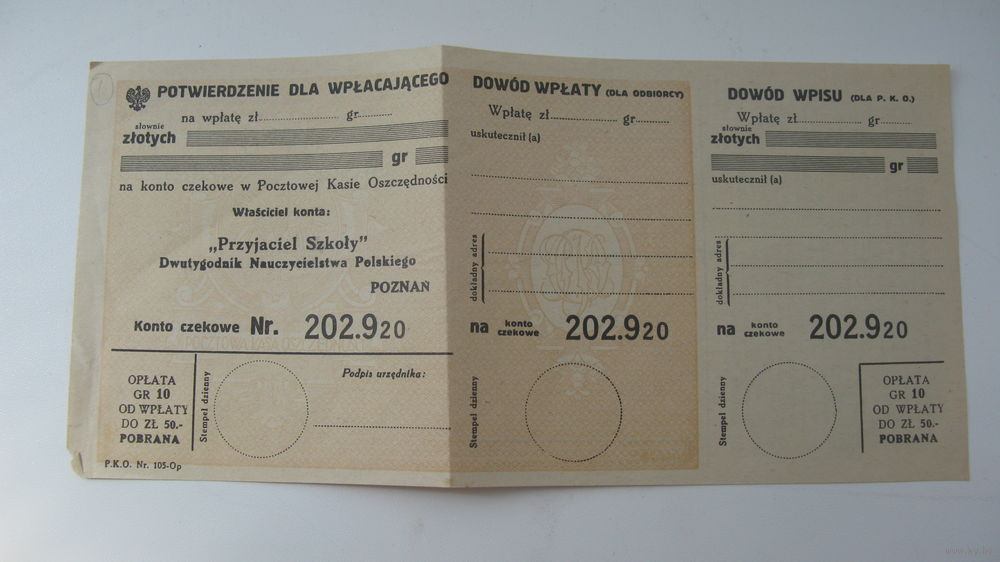 POTWIERDZENIE DLA WPŁACAJĄCEGO
na wpłatę zł.................... gr.........
słownie
złotych
gr
na konto czekowe w Pocztowej Kasie Oszczędności
Właściciel konta:
„Przyjaciel Szkoły"
Dwutygodnik Nauczycielstwa Polskiego
POZNAŃ
Konto czekowe Nr. 202.920
POCZTOWA KASA OSZCZĘDNOŚCI
OPŁATA
GR 10
OD WPŁATY
DO ZŁ 50.-
POBRANA
Stempel dzienny
Podpis urzędnika:
P.K.O. Nr. 105-Op
DOWÓD WPŁATY (DLA ODBIORCY)
Wpłatę zł.................... gr.........
uskutecznił (a)
dokładny adres
na konto czekowe 202.920
Stempel dzienny
DOWÓD WPISU (DLA P. K. O.)
Wpłatę zł.................... gr.........
słownie
złotych
gr
uskutecznił (a)
dokładny adres
na konto czekowe 202.920
Stempel dzienny
OPŁATA
GR 10
OD WPŁATY
DO ZŁ 50.-
POBRANA